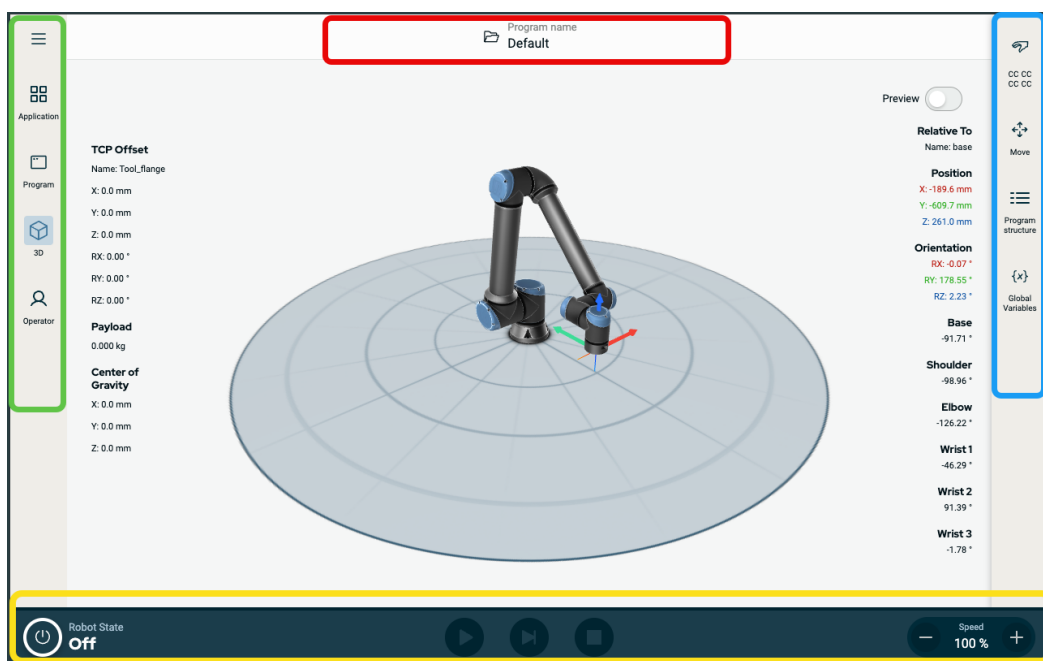 Program name
Default
Application
Program
3D
Operator
TCP Offset
Name: Tool_flange
X: 0.0 mm
Y: 0.0 mm
Z: 0.0 mm
RX: 0.00 °
RY: 0.00 °
RZ: 0.00 °
Payload
0.000 kg
Center of
Gravity
X: 0.0 mm
Y: 0.0 mm
Z: 0.0 mm
Preview
Relative To
Name: base
Position
X: -189.6 mm
Y: -609.7 mm
Z: 261.0 mm
Orientation
RX: -0.07 °
RY: 178.55 °
RZ: 2.23 °
Base
-91.71 °
Shoulder
-98.96 °
Elbow
-126.22 °
Wrist 1
-46.29 °
Wrist 2
91.39 °
Wrist 3
-1.78 °
CC CC
CC CC
Move
Program
structure
{x}
Global
Variables
Robot State
Off
Speed
100 %